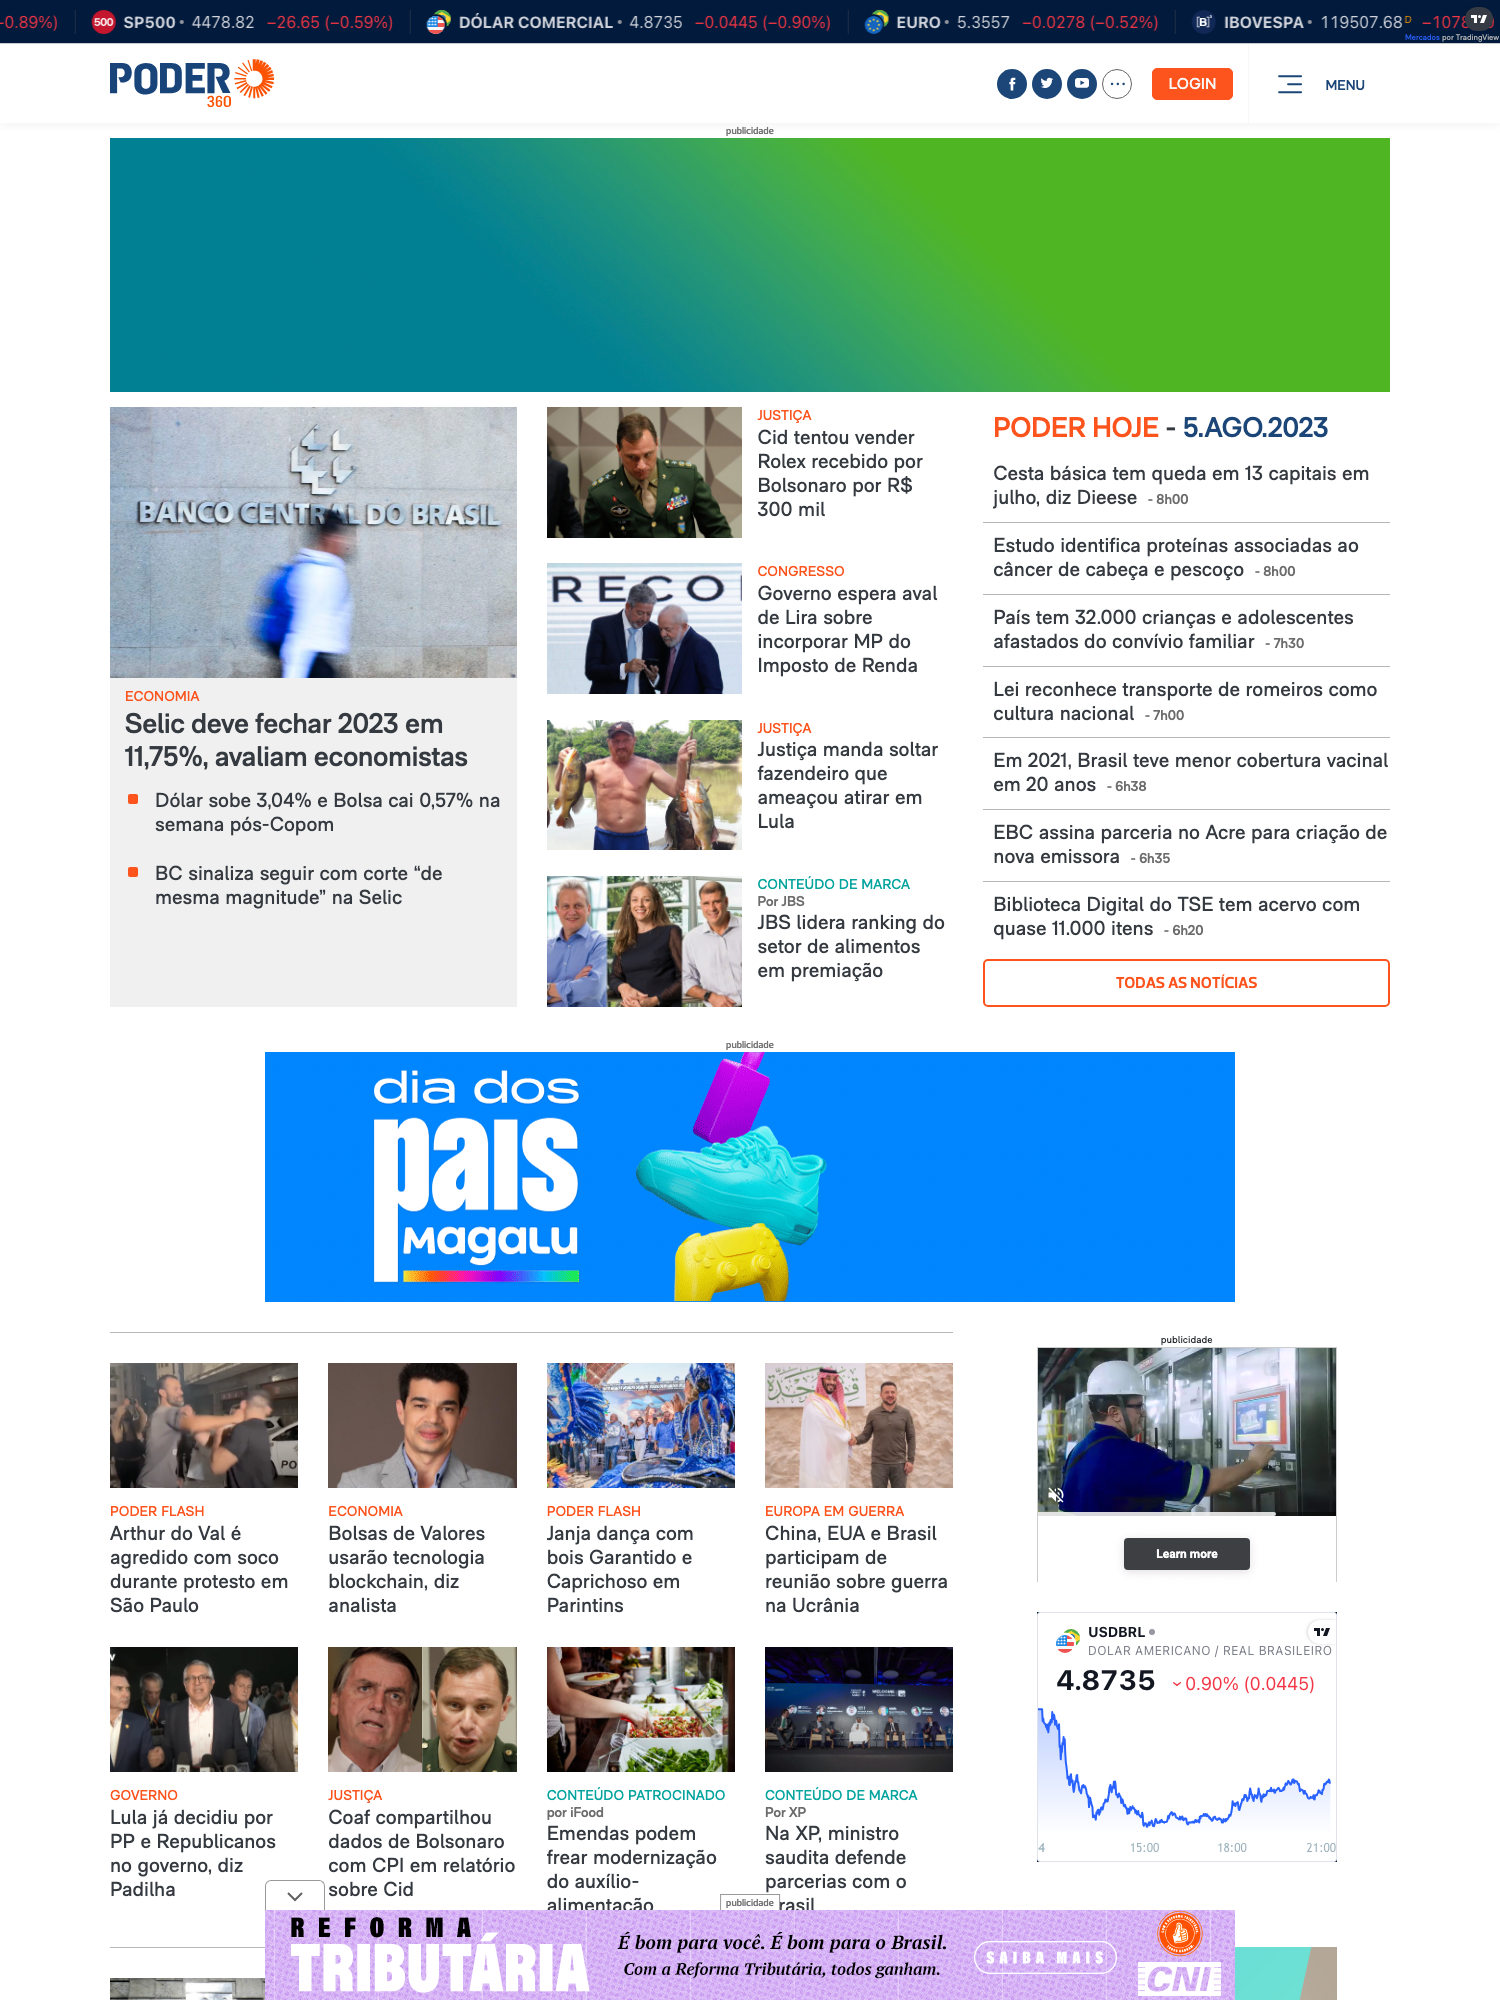 −0.89%)
500 SP500 4478.82 −26.65 (−0.59%)
DÓLAR COMERCIAL 4.8735 −0.0445 (−0.90%)
EURO 5.3557 −0.0278 (−0.52%)
[B] IBOVESPA 119507.68 D
Mercados por TradingView
PODER
360
LOGIN
MENU
publicidade
BANCO CENTRAL DO BRASIL
ECONOMIA
Selic deve fechar 2023 em
11,75%, avaliam economistas
Dólar sobe 3,04% e Bolsa cai 0,57% na
semana pós-Copom
BC sinaliza seguir com corte “de
mesma magnitude” na Selic
JUSTIÇA
Cid tentou vender
Rolex recebido por
Bolsonaro por R$
300 mil
RECO
CONGRESSO
Governo espera aval
de Lira sobre
incorporar MP do
Imposto de Renda
JUSTIÇA
Justiça manda soltar
fazendeiro que
ameaçou atirar em
Lula
CONTEÚDO DE MARCA
Por JBS
JBS lidera ranking do
setor de alimentos
em premiação
PODER HOJE - 5.AGO.2023
Cesta básica tem queda em 13 capitais em
julho, diz Dieese - 8h00
Estudo identifica proteínas associadas ao
câncer de cabeça e pescoço - 8h00
País tem 32.000 crianças e adolescentes
afastados do convívio familiar - 7h30
Lei reconhece transporte de romeiros como
cultura nacional - 7h00
Em 2021, Brasil teve menor cobertura vacinal
em 20 anos - 6h38
EBC assina parceria no Acre para criação de
nova emissora - 6h35
Biblioteca Digital do TSE tem acervo com
quase 11.000 itens - 6h20
TODAS AS NOTÍCIAS
publicidade
dia dos
pais
Magalu
PO
PODER FLASH
Arthur do Val é
agredido com soco
durante protesto em
São Paulo
ECONOMIA
Bolsas de Valores
usarão tecnologia
blockchain, diz
analista
PODER FLASH
Janja dança com
bois Garantido e
Caprichoso em
Parintins
EUROPA EM GUERRA
China, EUA e Brasil
participam de
reunião sobre guerra
na Ucrânia
publicidade
Learn more
USDBRL
DOLAR AMERICANO / REAL BRASILEIRO
4.8735 0.90% (0.0445)
4 15:00 18:00 21:00
GOVERNO
Lula já decidiu por
PP e Republicanos
no governo, diz
Padilha
JUSTIÇA
Coaf compartilhou
dados de Bolsonaro
com CPI em relatório
sobre Cid
CONTEÚDO PATROCINADO
por iFood
Emendas podem
frear modernização
do auxílio-
alimentação
CONTEÚDO DE MARCA
Por XP
Na XP, ministro
saudita defende
parcerias com o
rasil
publicidade
REFORMA
TRIBUTÁRIA
É bom para você. É bom para o Brasil.
Com a Reforma Tributária, todos ganham.
SAIBA MAIS
CNI